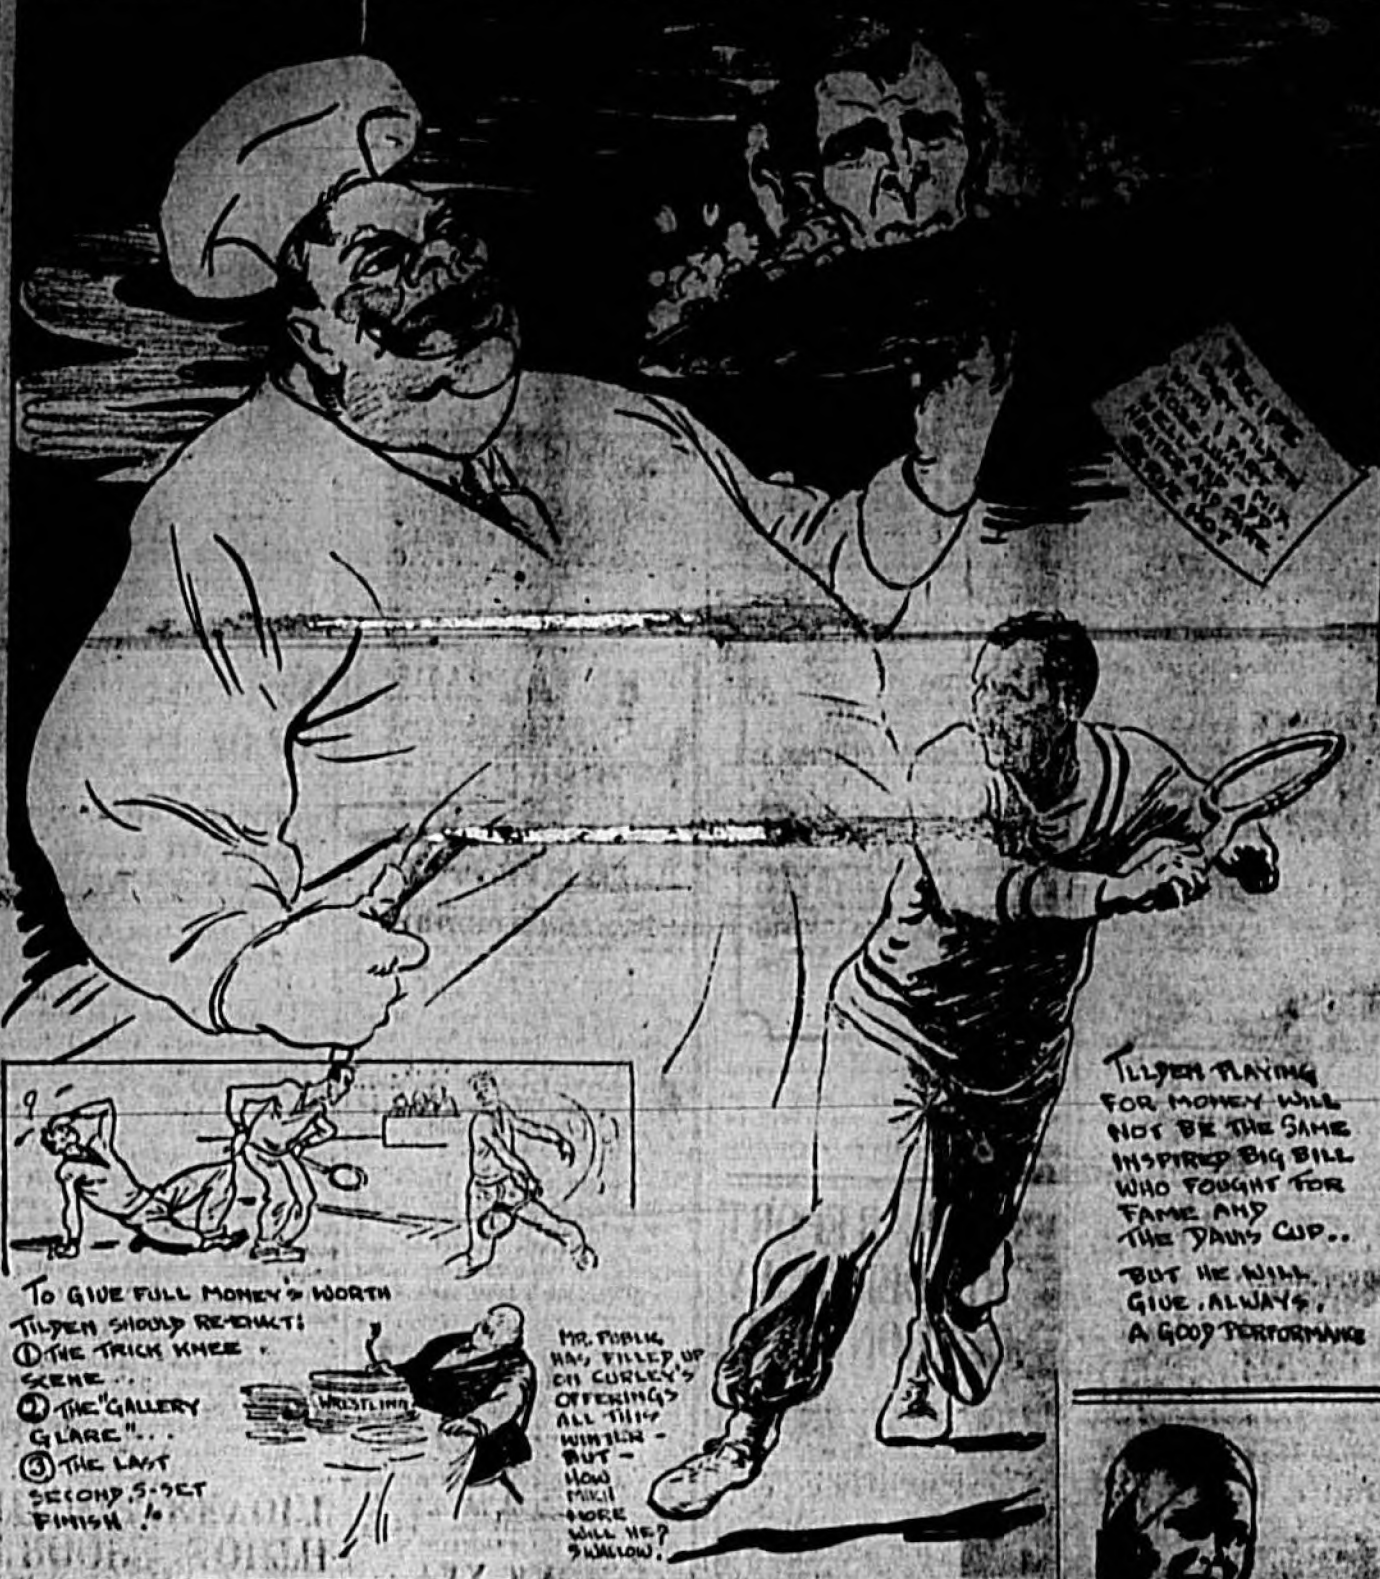 RECIPE
TILDEN PLAYING
FOR MONEY WILL
NOT BE THE SAME
INSPIRED BIG BILL
WHO FOUGHT FOR
FAME AND
THE DAVIS CUP..
BUT HE WILL
GIVE, ALWAYS,
A GOOD PERFORMANCE
TO GIVE FULL MONEY'S WORTH
TILDEN SHOULD RE-ENACT:
① THE TRICK KNEE
SCENE...
② THE "GALLERY
GLARE"...
③ THE LAST
SECOND, 5-SET
FINISH!
WRESTLING
MR. PUBLIC
HAS FILLED UP
ON CURLEY'S
OFFERINGS
ALL THIS
WINTER -
BUT -
HOW
MUCH
MORE
WILL HE?
SWALLOW.